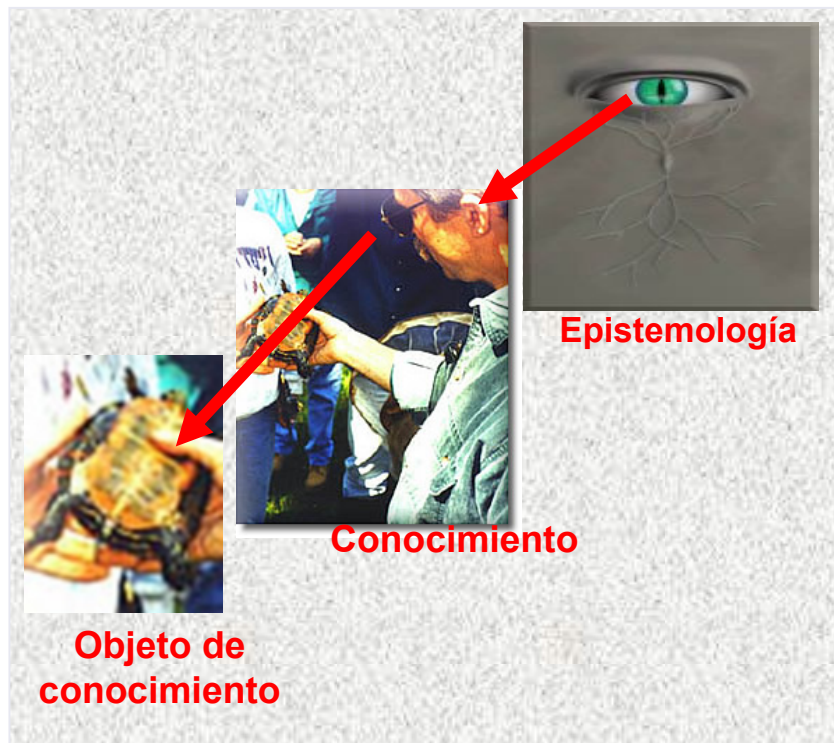 Epistemología
Conocimiento
Objeto de
conocimiento